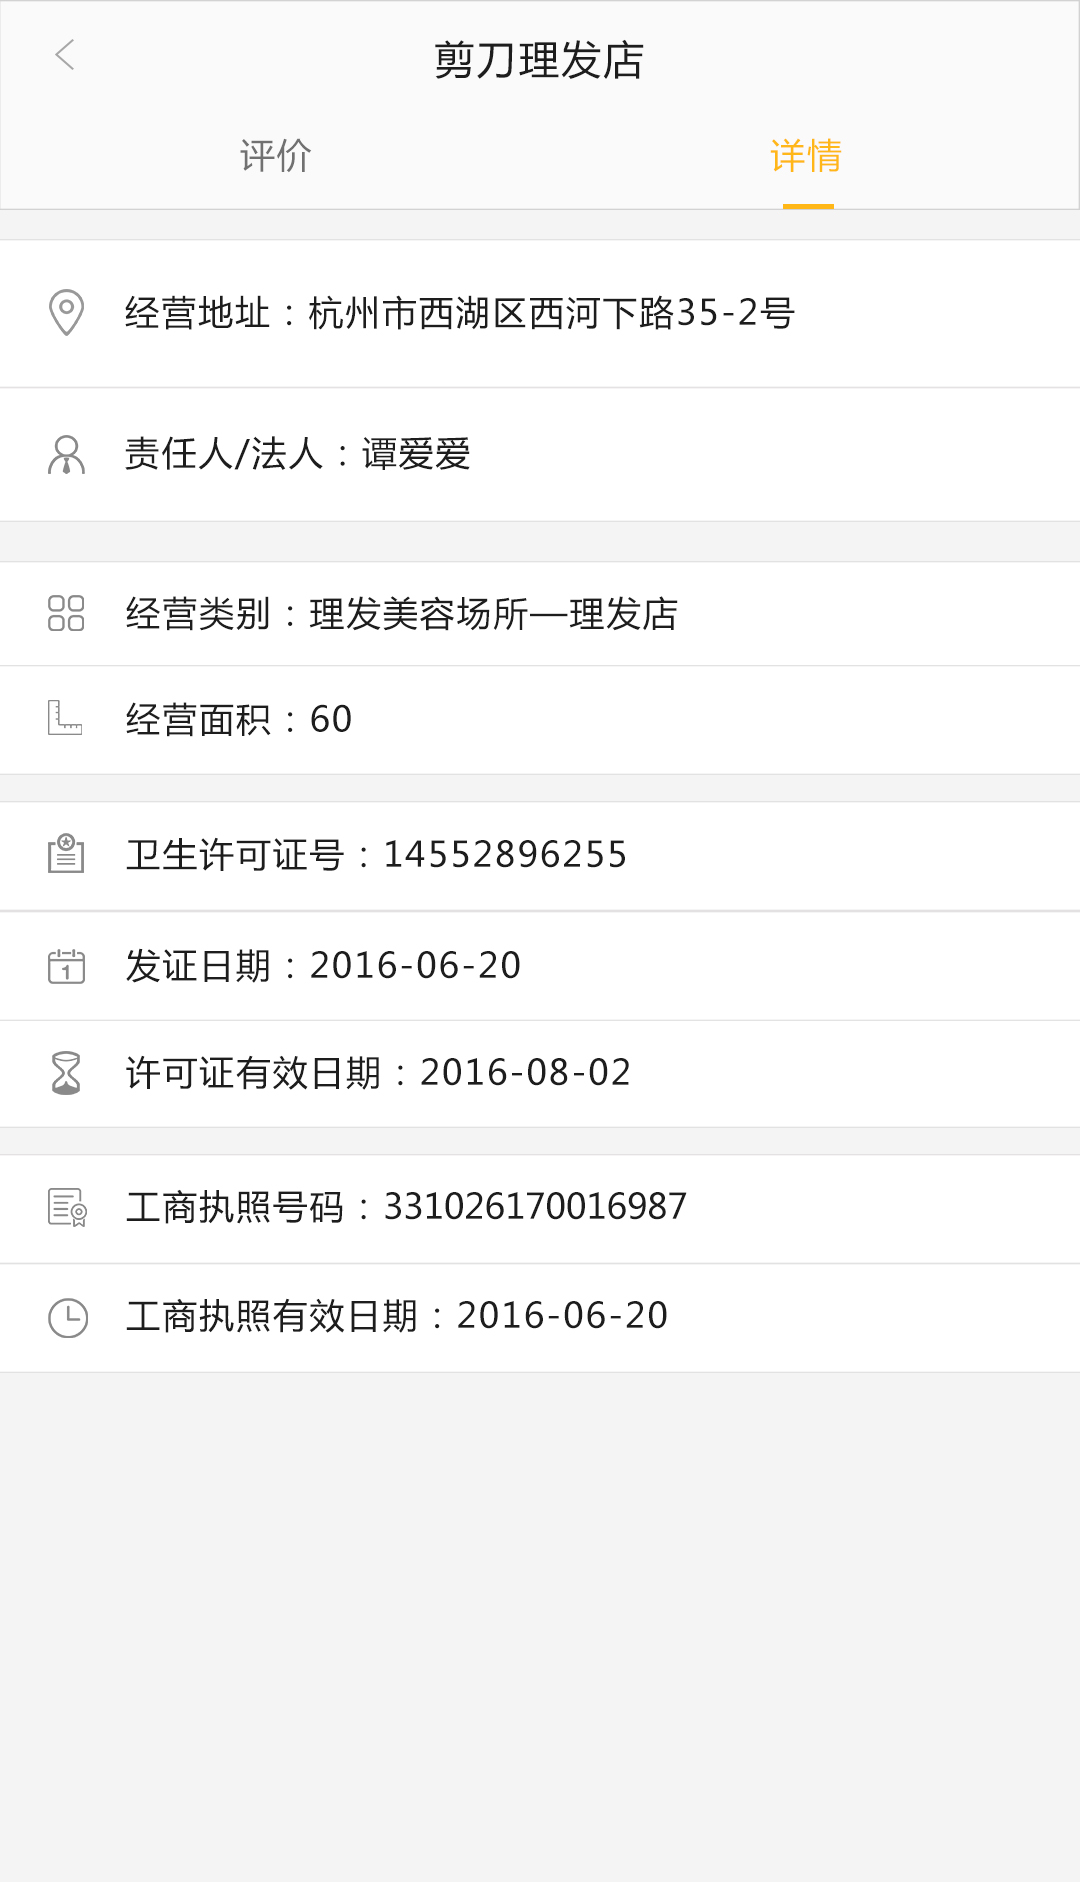 剪刀理发店
评价
详情
经营地址：杭州市西湖区西河下路35-2号
责任人/法人：谭爱爱
经营类别：理发美容场所—理发店
经营面积：60
卫生许可证号：14552896255
发证日期：2016-06-20
许可证有效日期：2016-08-02
工商执照号码：331026170016987
工商执照有效日期：2016-06-20